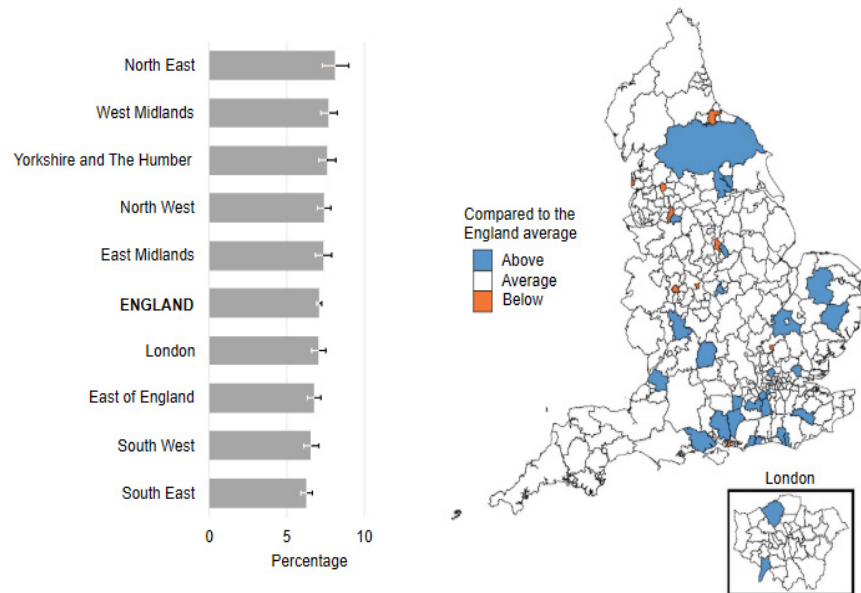 North East
West Midlands
Yorkshire and The Humber
North West
East Midlands
ENGLAND
London
East of England
South West
South East
0 5 10
Percentage
Compared to the
England average
Above
Average
Below
London